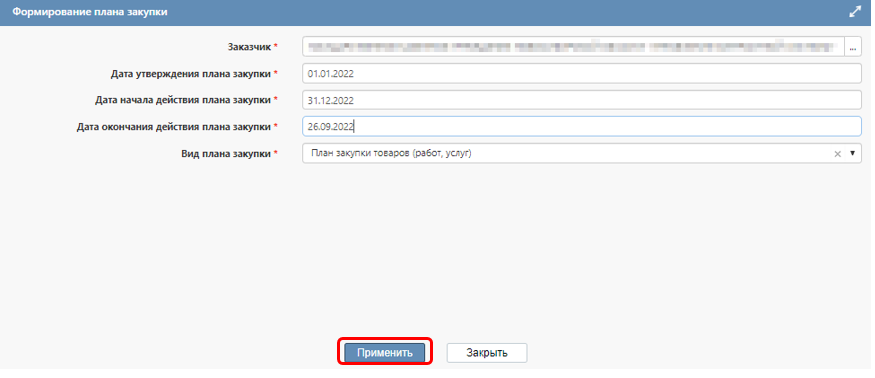 Формирование плана закупки
Заказчик *
...
Дата утверждения плана закупки * 01.01.2022
Дата начала действия плана закупки * 31.12.2022
Дата окончания действия плана закупки * 26.09.2022
Вид плана закупки * План закупки товаров (работ, услуг)
Применить Закрыть